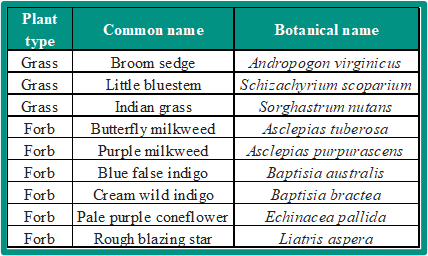 Plant type Common name Botanical name
Grass Broom sedge Andropogon virginicus
Grass Little bluestem Schizachyrium scoparium
Grass Indian grass Sorghastrum nutans
Forb Butterfly milkweed Asclepias tuberosa
Forb Purple milkweed Asclepias purpurascens
Forb Blue false indigo Baptisia australis
Forb Cream wild indigo Baptisia bractea
Forb Pale purple coneflower Echinacea pallida
Forb Rough blazing star Liatris aspera